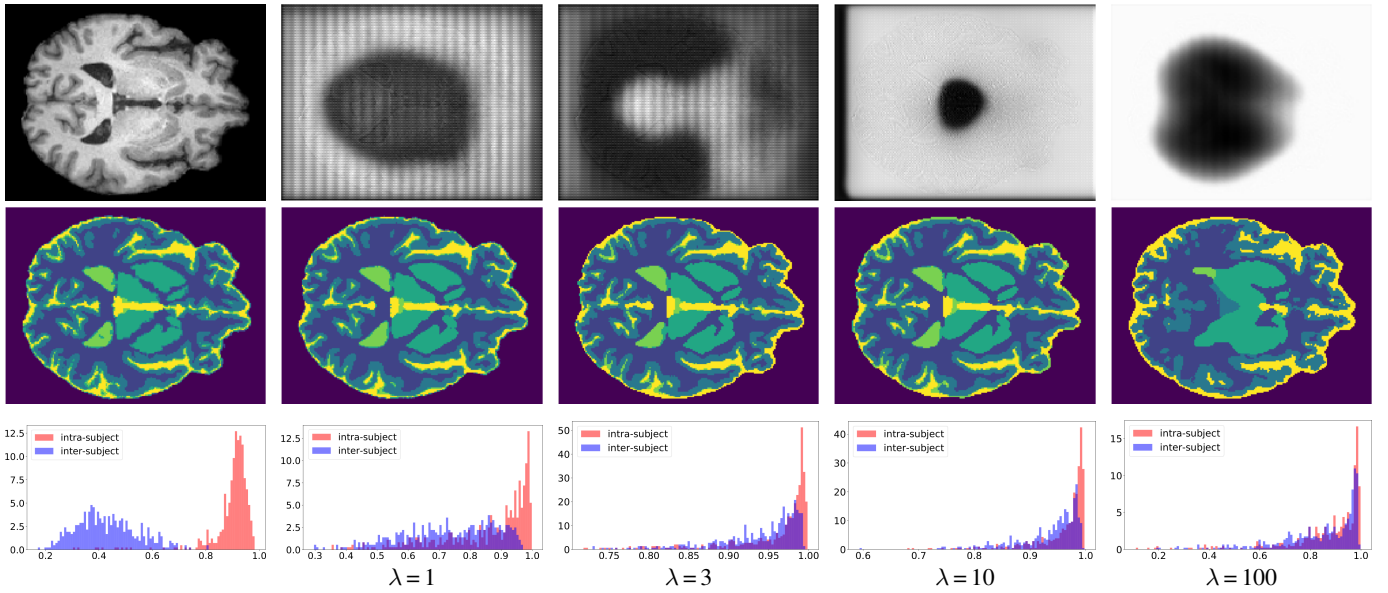 intra-subject
inter-subject
12.5
10.0
7.5
5.0
2.5
0.0
0.2 0.4 0.6 0.8 1.0
intra-subject
inter-subject
12.5
10.0
7.5
5.0
2.5
0.0
0.3 0.4 0.5 0.6 0.7 0.8 0.9 1.0
intra-subject
inter-subject
50
40
30
20
10
0
0.75 0.80 0.85 0.90 0.95 1.00
intra-subject
inter-subject
40
30
20
10
0
0.6 0.7 0.8 0.9 1.0
intra-subject
inter-subject
15
10
5
0
0.2 0.4 0.6 0.8 1.0
λ = 1
λ = 3
λ = 10
λ = 100